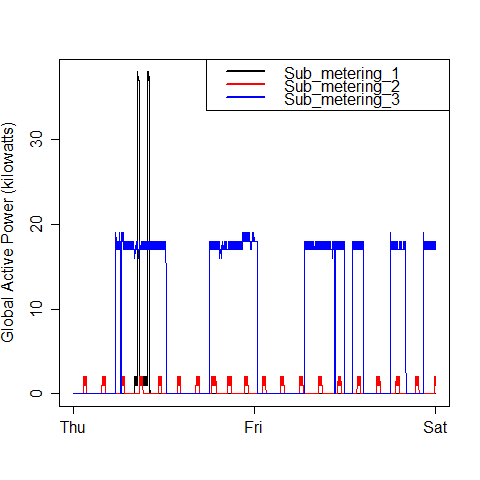 Sub_metering_1
Sub_metering_2
Sub_metering_3
Global Active Power (kilowatts)
30
20
10
0
Thu
Fri
Sat